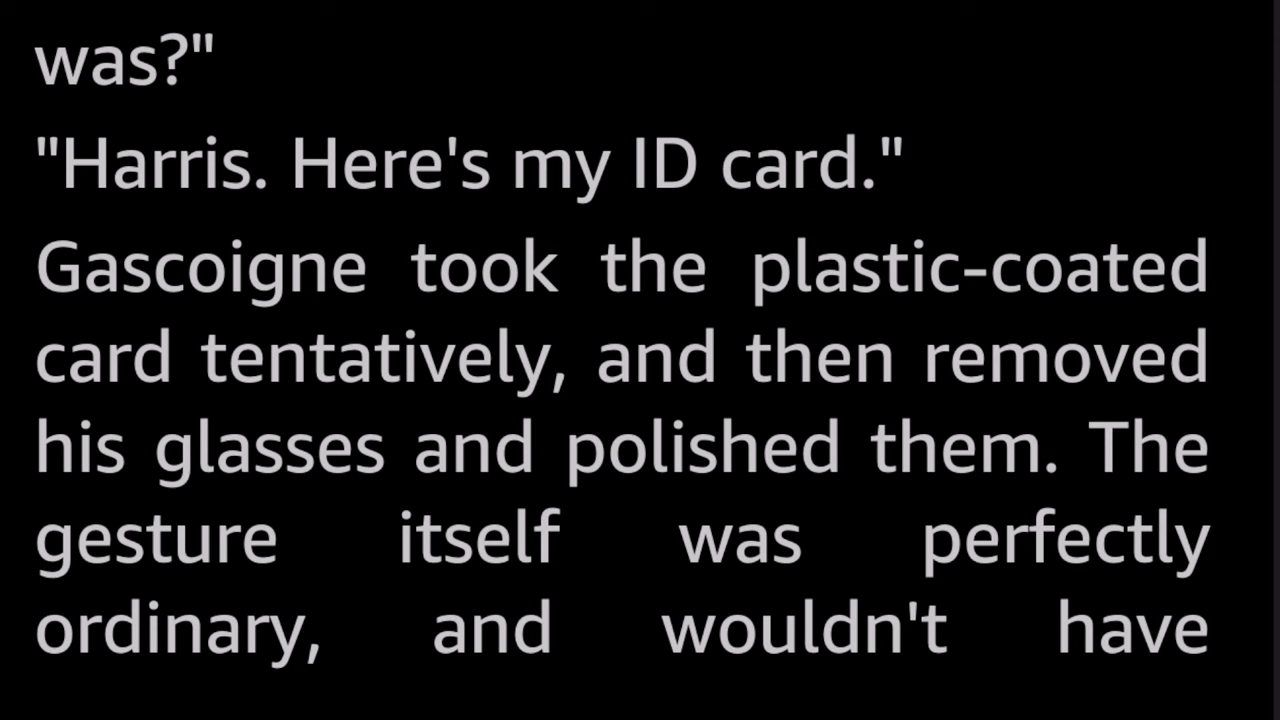 was?"
"Harris. Here's my ID card."
Gascoigne took the plastic-coated
card tentatively, and then removed
his glasses and polished them. The
gesture itself was perfectly
ordinary, and wouldn't have